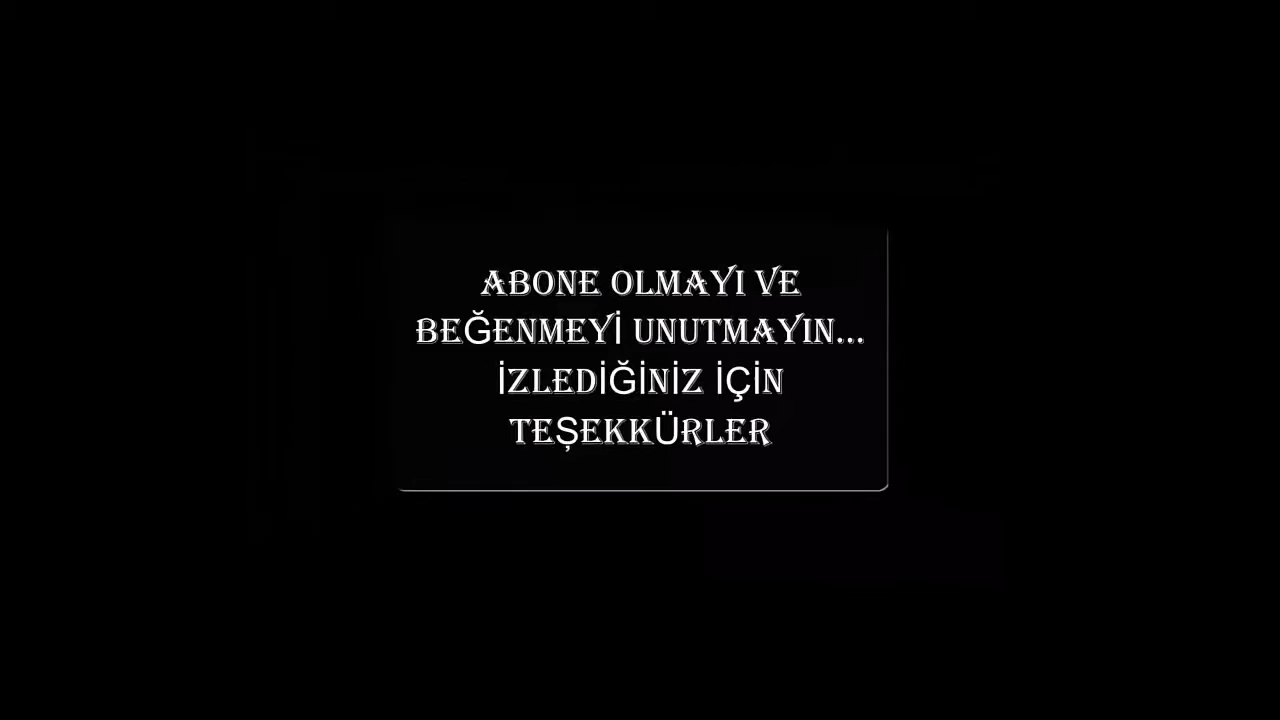 ABONE OLMAYI VE
BEĞENMEYİ UNUTMAYIN...
İZLEDİĞİNİZ İÇİN
TEŞEKKÜRLER